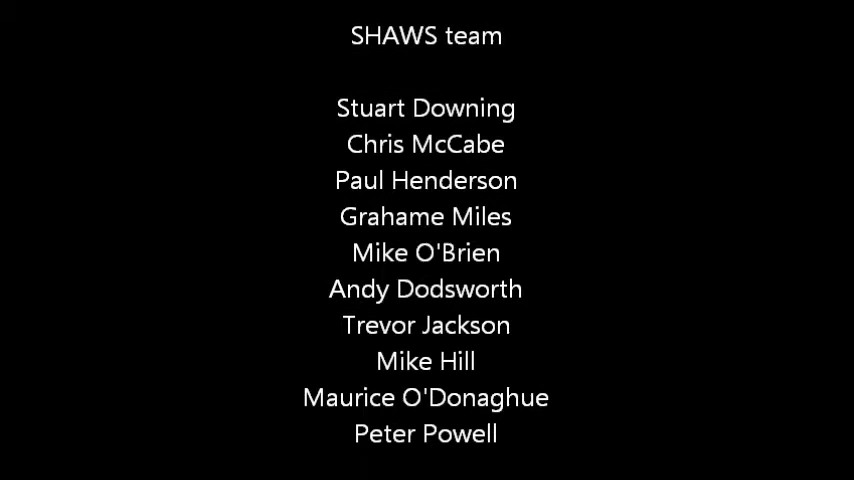 SHAWS team
Stuart Downing
Chris McCabe
Paul Henderson
Grahame Miles
Mike O'Brien
Andy Dodsworth
Trevor Jackson
Mike Hill
Maurice O'Donaghue
Peter Powell